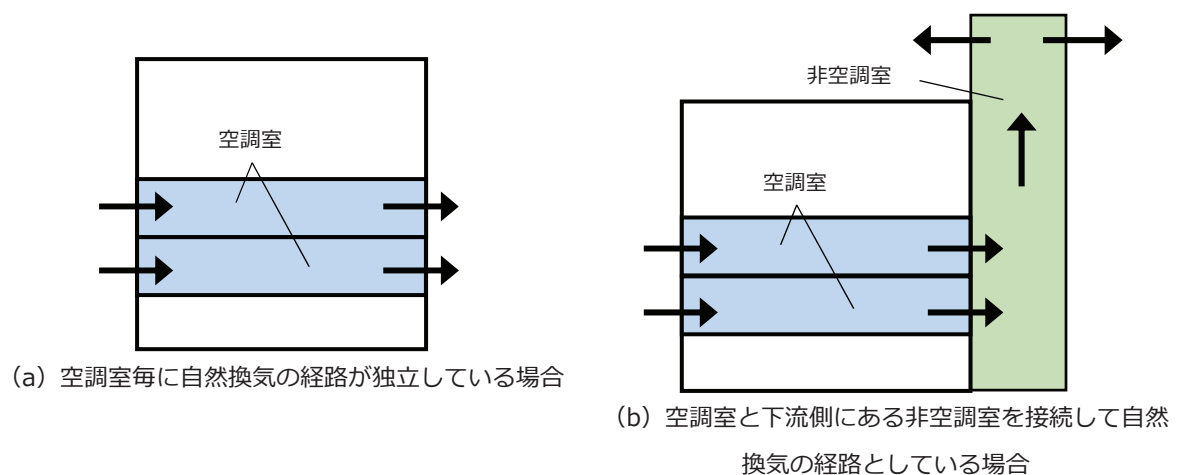 空調室
(a)空調室毎に自然換気の経路が独立している場合
非空調室
空調室
(b)空調室と下流側にある非空調室を接続して自然
換気の経路としている場合